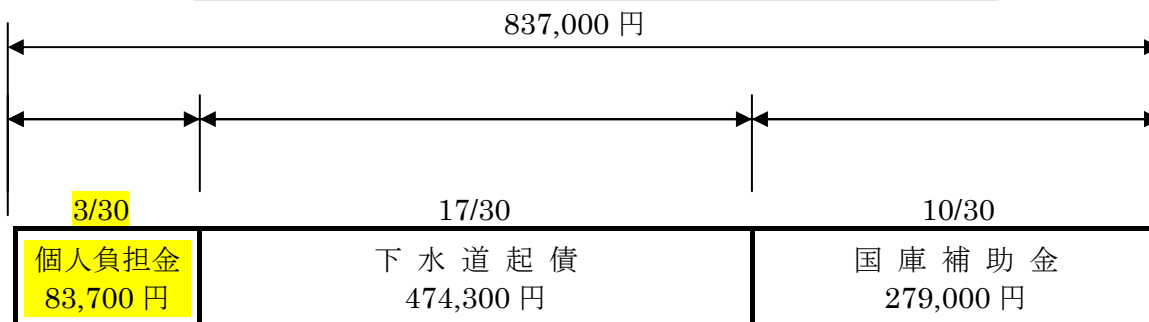 837,000 円
3/30 17/30 10/30
個人負担金 下 水 道 起 債 国 庫 補 助 金
83,700 円 474,300 円 279,000 円